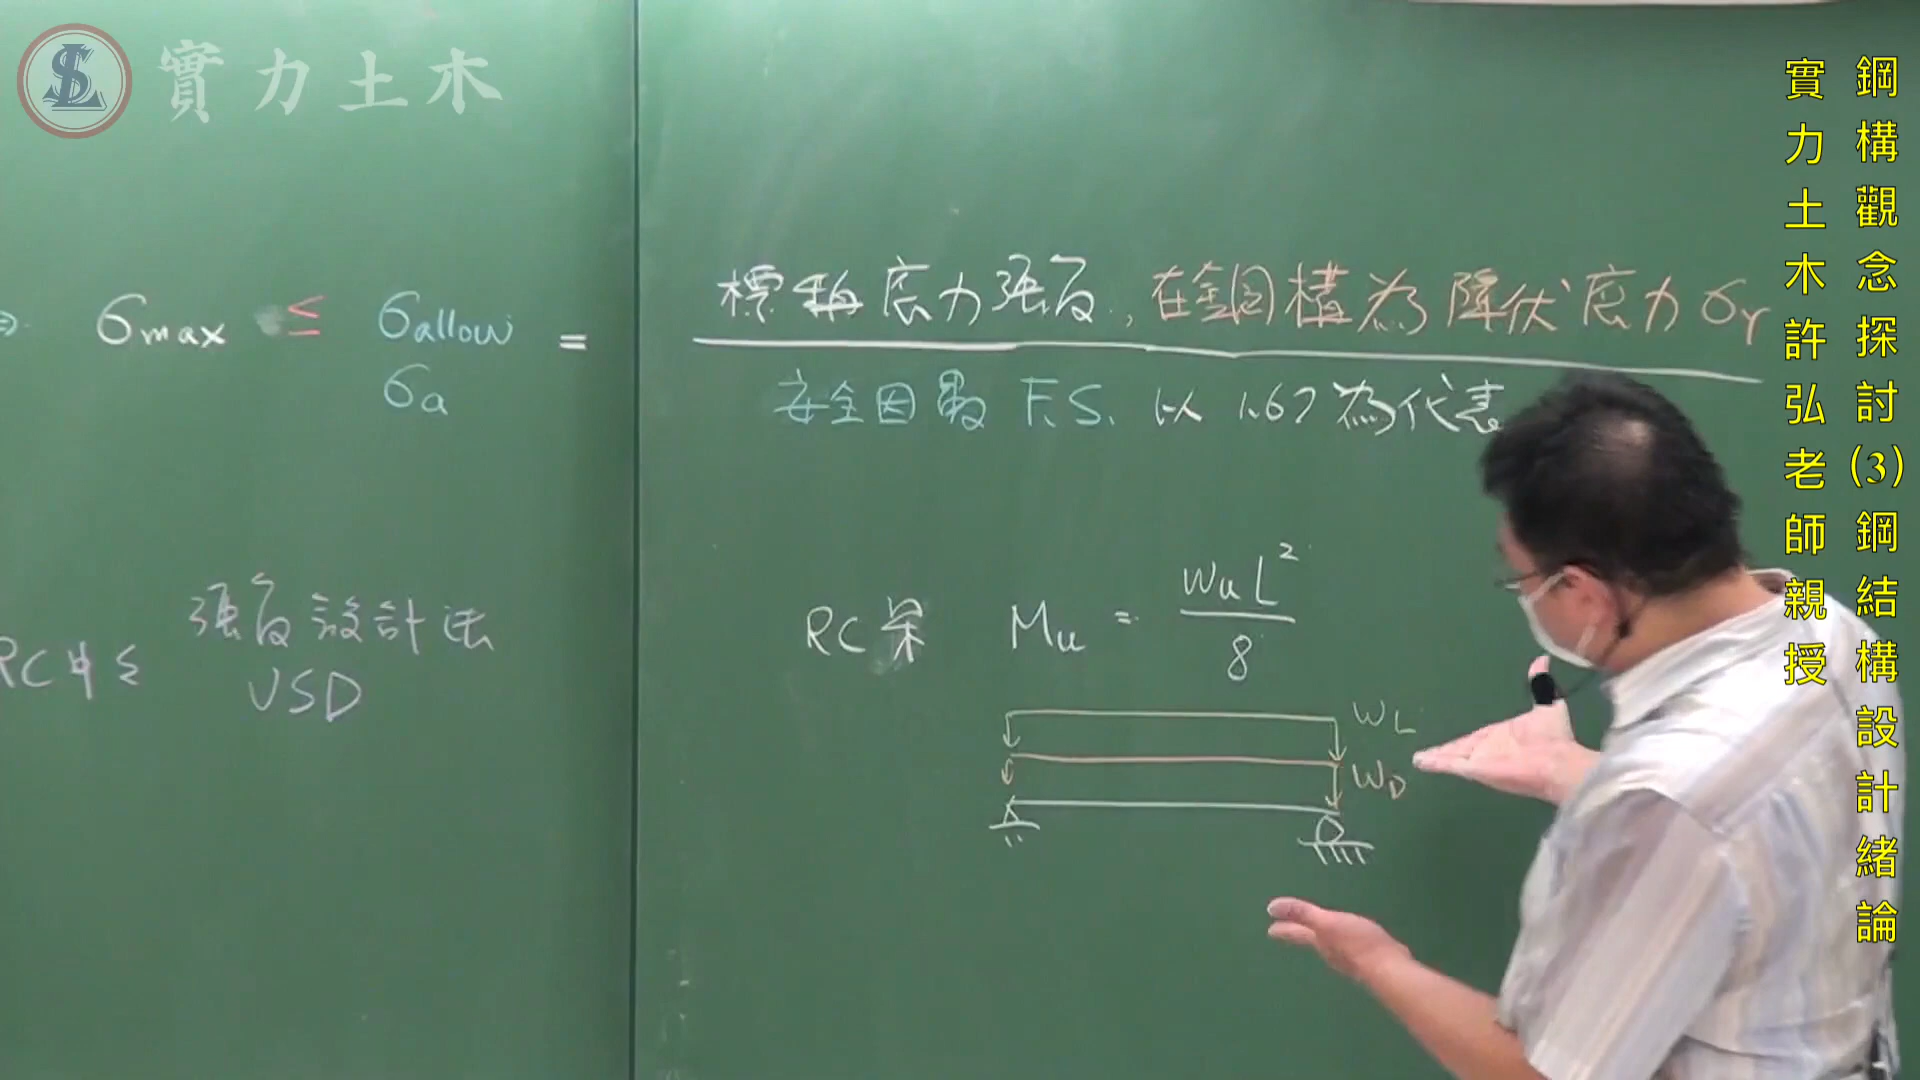 實力土木
鋼構觀念探討(3)鋼結構設計緒論
實力土木許弘老師親授
σmax ≤ σallow =
σa
標稱應力強度，在鋼構為降伏應力σY
安全因數 F.S. 以 1.67 為代表
強度設計法
RC中之
USD
RC梁 Mu = WuL²
8
WL
WD